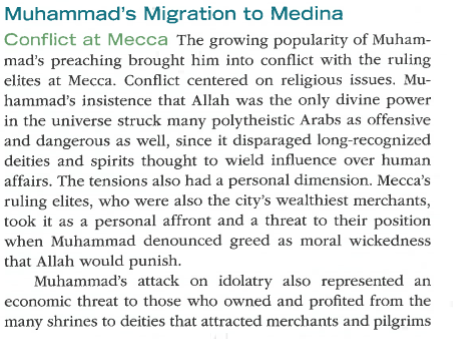 Muhammad's Migration to Medina
Conflict at Mecca The growing popularity of Muham-
mad's preaching brought him into conflict with the ruling
elites at Mecca. Conflict centered on religious issues. Mu-
hammad's insistence that Allah was the only divine power
in the universe struck many polytheistic Arabs as offensive
and dangerous as well, since it disparaged long-recognized
deities and spirits thought to wield influence over human
affairs. The tensions also had a personal dimension. Mecca's
ruling elites, who were also the city's wealthiest merchants,
took it as a personal affront and a threat to their position
when Muhammad denounced greed as moral wickedness
that Allah would punish.
Muhammad's attack on idolatry also represented an
economic threat to those who owned and profited from the
many shrines to deities that attracted merchants and pilgrims